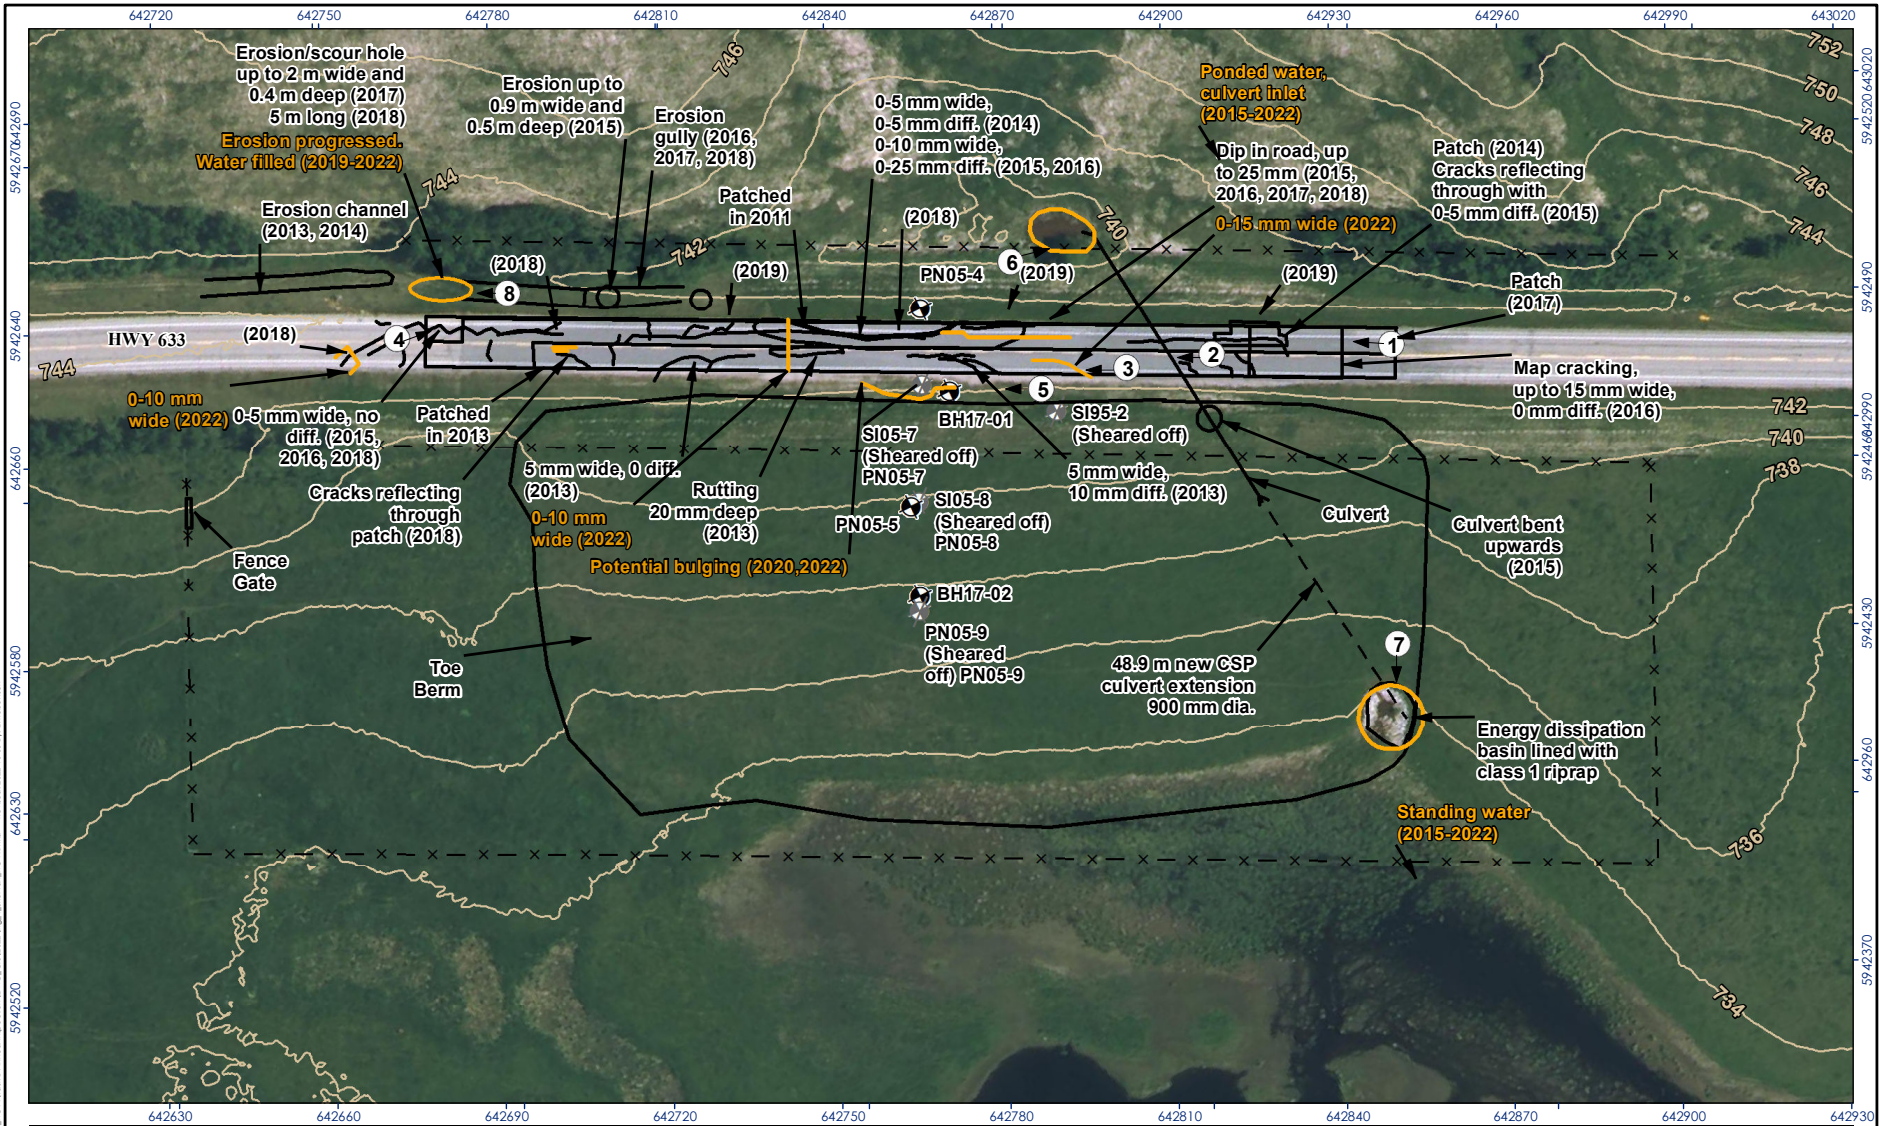 642720
642750
642780
642810
642840
642870
642900
642930
642960
642990
643020
Erosion/scour hole
up to 2 m wide and
0.4 m deep (2017)
5 m long (2018)
Erosion progressed.
Water filled (2019-2022)
Erosion up to
0.9 m wide and
0.5 m deep (2015)
Erosion
gully (2016,
2017, 2018)
746
0-5 mm wide,
0-5 mm diff. (2014)
0-10 mm wide,
0-25 mm diff. (2015, 2016)
Ponded water,
culvert inlet
(2015-2022)
Dip in road, up
to 25 mm (2015,
2016, 2017, 2018)
0-15 mm wide (2022)
Patch (2014)
Cracks reflecting
through with
0-5 mm diff. (2015)
752
750
748
746
744
744
Erosion channel
(2013, 2014)
Patched
in 2011
(2018)
740
742
(2018)
(2019)
PN05-4
6
(2019)
(2019)
Patch
(2017)
8
HWY 633
(2018)
4
1
2
3
5
744
0-10 mm
wide (2022)
0-5 mm wide, no
diff. (2015,
2016, 2018)
Patched
in 2013
BH17-01
SI95-2
(Sheared off)
Map cracking,
up to 15 mm wide,
0 mm diff. (2016)
742
740
738
SI05-7
(Sheared off)
PN05-7
5 mm wide, 0 diff.
(2013)
0-10 mm
wide (2022)
Rutting
20 mm deep
(2013)
5 mm wide,
10 mm diff. (2013)
Cracks reflecting
through
patch (2018)
PN05-5
SI05-8
(Sheared off)
PN05-8
Culvert
Culvert bent
upwards
(2015)
Fence
Gate
Potential bulging (2020,2022)
BH17-02
PN05-9
(Sheared
off) PN05-9
Toe
Berm
48.9 m new CSP
culvert extension
900 mm dia.
7
Energy dissipation
basin lined with
class 1 riprap
Standing water
(2015-2022)
736
734
642630
642660
642690
642720
642750
642780
642810
642840
642870
642900
642930
642690
5942670
5942640
642660
5942580
642630
5942520
643020
5942520
5942490
642990
5942460
5942430
642960
5942370